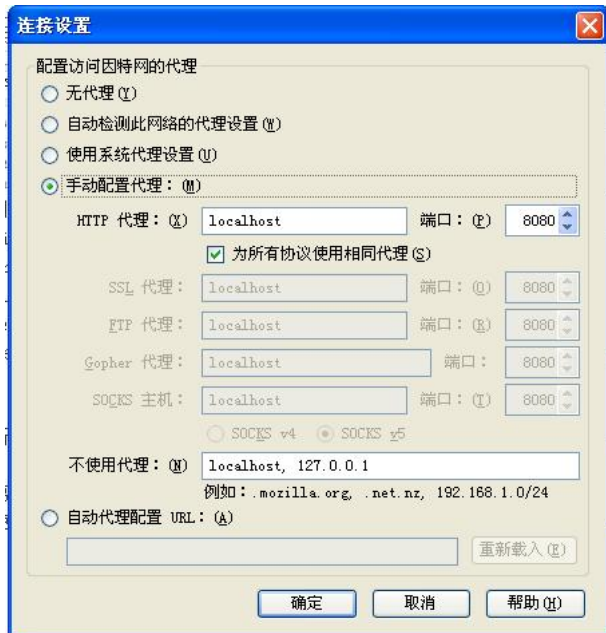 连接设置
配置访问因特网的代理
无代理(Y)
自动检测此网络的代理设置(W)
使用系统代理设置(U)
手动配置代理：(M)
HTTP 代理：(X) localhost 端口：(P) 8080
为所有协议使用相同代理(S)
SSL 代理： localhost 端口：(O) 8080
FTP 代理： localhost 端口：(R) 8080
Gopher 代理： localhost 端口： 8080
SOCKS 主机： localhost 端口：(T) 8080
SOCKS v4 SOCKS v5
不使用代理：(N) localhost, 127.0.0.1
例如：.mozilla.org, .net.nz, 192.168.1.0/24
自动代理配置 URL：(A)
重新载入(E)
确定 取消 帮助(H)